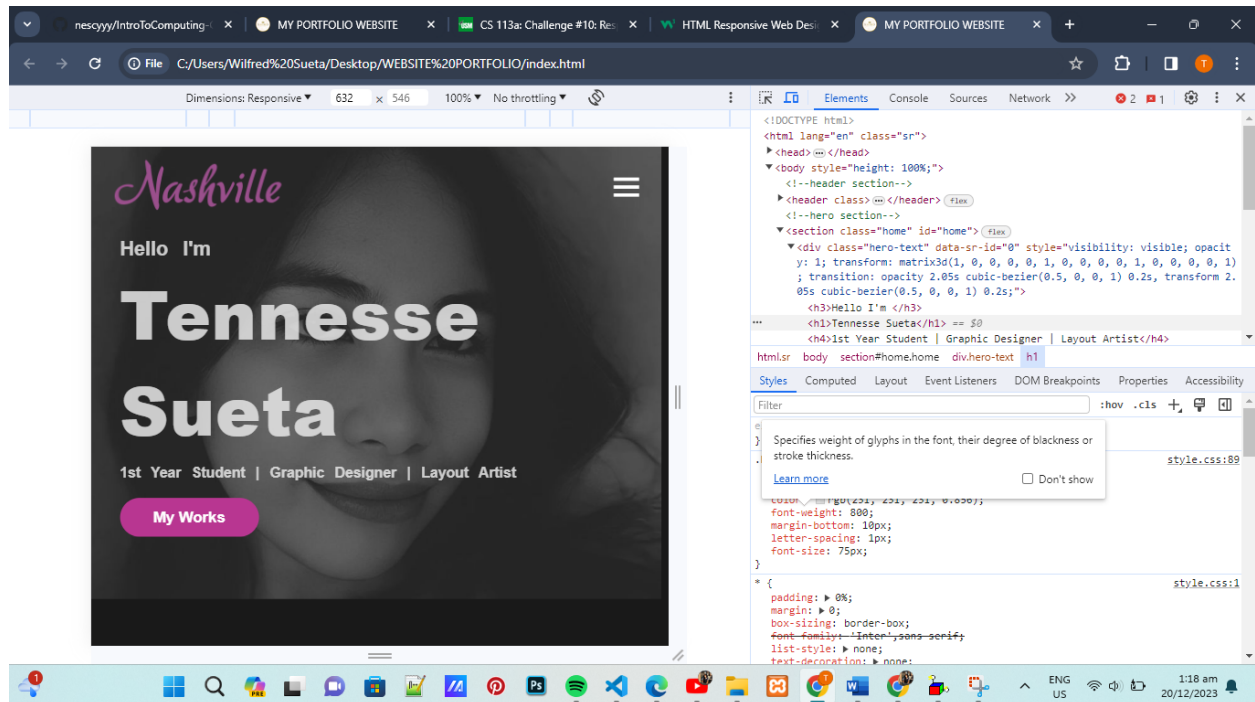 nescyyy/IntroToComputing-
MY PORTFOLIO WEBSITE
CS 113a: Challenge #10: Res
HTML Responsive Web Desi
MY PORTFOLIO WEBSITE
File
C:/Users/Wilfred%20Sueta/Desktop/WEBSITE%20PORTFOLIO/index.html
T
Dimensions: Responsive 632 x 546 100% No throttling
Elements Console Sources Network 2 1
Nashville
Hello I'm
Tennesse
Sueta
1st Year Student | Graphic Designer | Layout Artist
My Works
<!DOCTYPE html>
<html lang="en" class="sr">
<head> </head>
<body style="height: 100%;">
<!--header section-->
<header class> </header> flex
<!--hero section-->
<section class="home" id="home"> flex
<div class="hero-text" data-sr-id="0" style="visibility: visible; opacit
y: 1; transform: matrix3d(1, 0, 0, 0, 0, 1, 0, 0, 0, 0, 1, 0, 0, 0, 0, 1)
; transition: opacity 2.05s cubic-bezier(0.5, 0, 0, 1) 0.2s, transform 2.
05s cubic-bezier(0.5, 0, 0, 1) 0.2s;">
<h3>Hello I'm </h3>
... <h1>Tennesse Sueta</h1> == $0
<h4>1st Year Student | Graphic Designer | Layout Artist</h4>
html.sr body section#home.home div.hero-text h1
Styles Computed Layout Event Listeners DOM Breakpoints Properties Accessibility
Filter :hov .cls
Specifies weight of glyphs in the font, their degree of blackness or
stroke thickness.
Learn more Don't show
}
style.css:89
color: rgb(231, 231, 231, 0.856);
font-weight: 800;
margin-bottom: 10px;
letter-spacing: 1px;
font-size: 75px;
}
* { style.css:1
padding: 0%;
margin: 0;
box-sizing: border-box;
font-family: 'Inter',sans serif;
list-style: none;
text-decoration: none;
9
PRE
Ps
ENG
US
1:18 am
20/12/2023